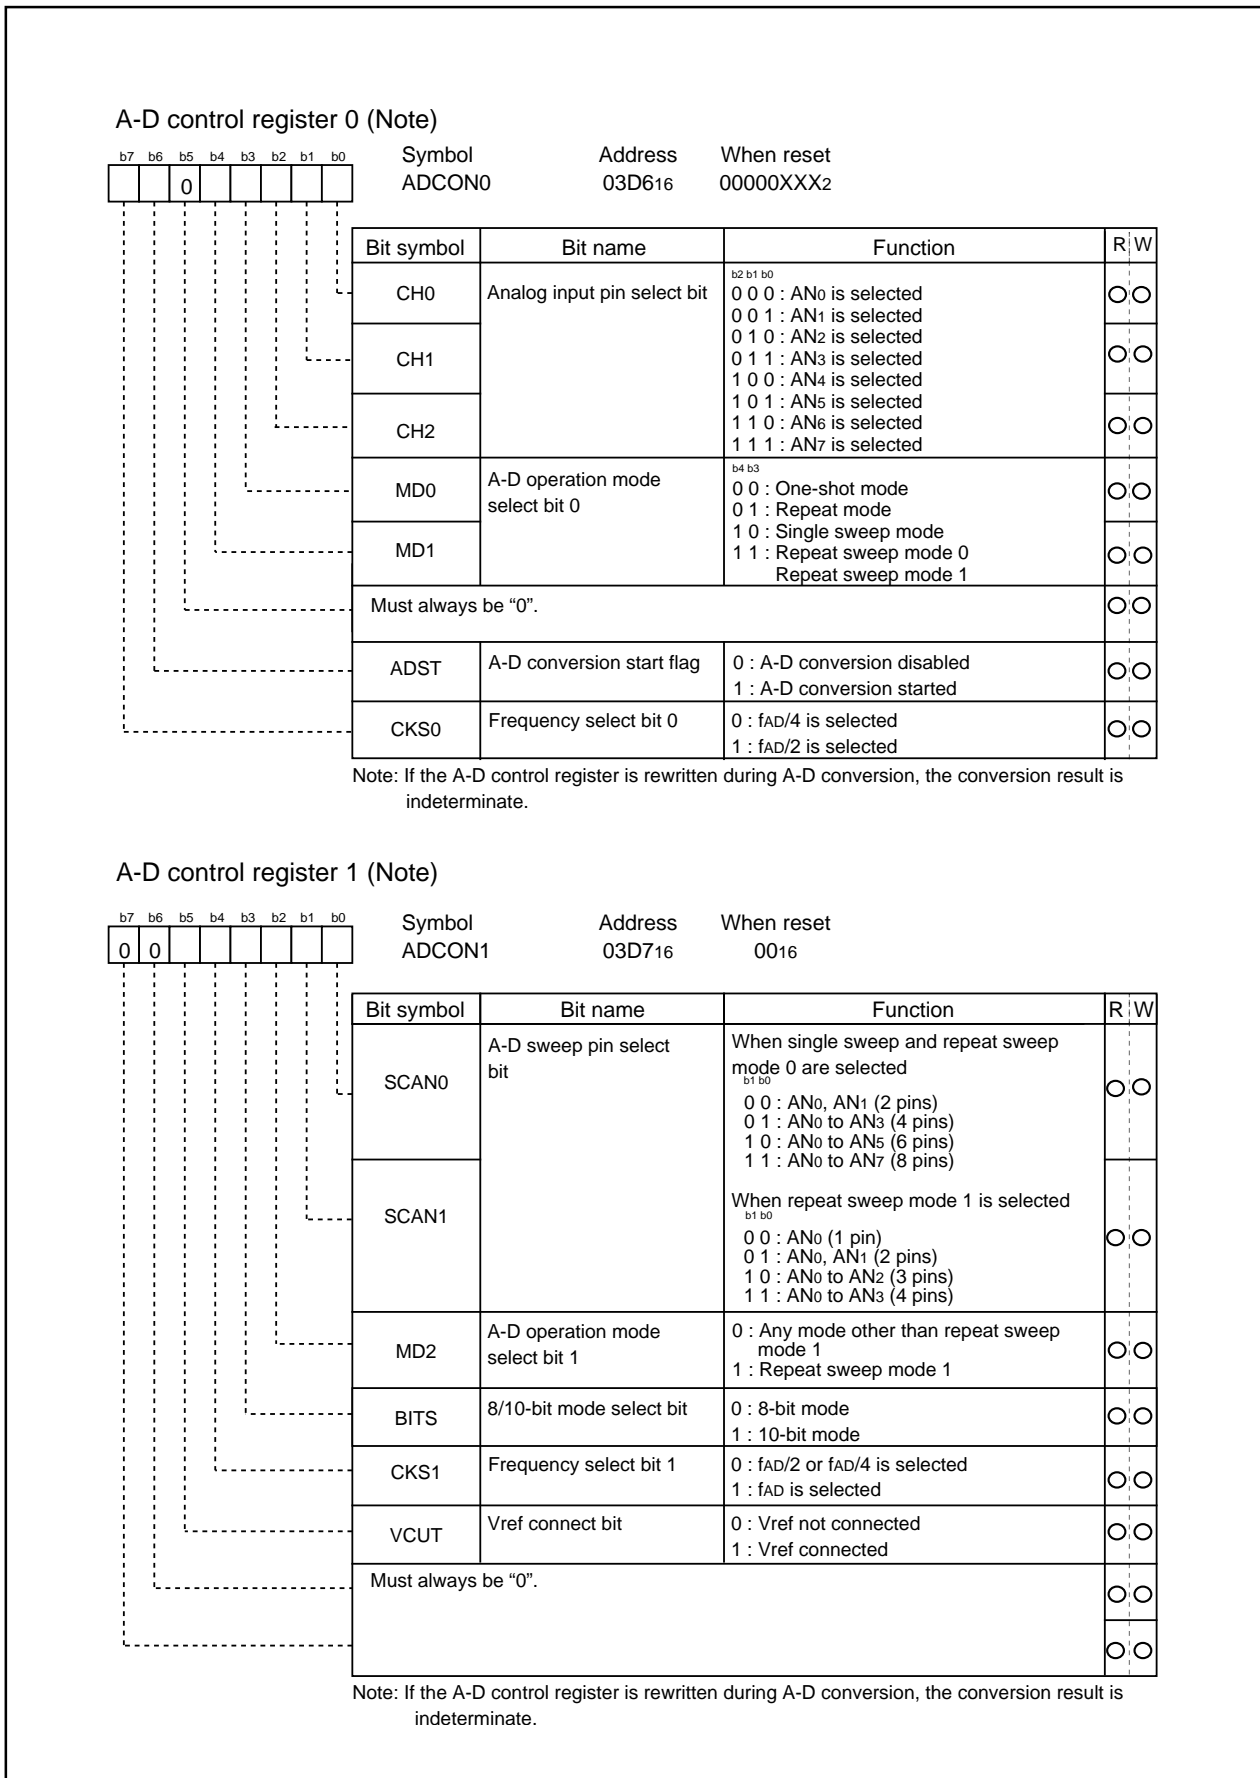 A-D control register 0 (Note)
b7 b6 b5 b4 b3 b2 b1 b0
Symbol Address When reset
0
ADCON0 03D616 00000XXX2
Bit symbol Bit name Function R W
CH0 Analog input pin select bit
b2 b1 b0
0 0 0 : AN0 is selected
0 0 1 : AN1 is selected
0 1 0 : AN2 is selected
CH1
0 1 1 : AN3 is selected
1 0 0 : AN4 is selected
1 0 1 : AN5 is selected
CH2
1 1 0 : AN6 is selected
1 1 1 : AN7 is selected
MD0 A-D operation mode
select bit 0
b4 b3
0 0 : One-shot mode
0 1 : Repeat mode
1 0 : Single sweep mode
MD1
1 1 : Repeat sweep mode 0
Repeat sweep mode 1
Must always be “0”.
ADST A-D conversion start flag 0 : A-D conversion disabled
1 : A-D conversion started
CKS0 Frequency select bit 0 0 : fAD/4 is selected
1 : fAD/2 is selected
Note: If the A-D control register is rewritten during A-D conversion, the conversion result is
indeterminate.
A-D control register 1 (Note)
b7 b6 b5 b4 b3 b2 b1 b0
Symbol Address When reset
0 0
ADCON1 03D716 0016
Bit symbol Bit name Function R W
SCAN0 A-D sweep pin select
bit
When single sweep and repeat sweep
mode 0 are selected
b1 b0
0 0 : AN0, AN1 (2 pins)
0 1 : AN0 to AN3 (4 pins)
1 0 : AN0 to AN5 (6 pins)
1 1 : AN0 to AN7 (8 pins)
SCAN1
When repeat sweep mode 1 is selected
b1 b0
0 0 : AN0 (1 pin)
0 1 : AN0, AN1 (2 pins)
1 0 : AN0 to AN2 (3 pins)
1 1 : AN0 to AN3 (4 pins)
MD2 A-D operation mode
select bit 1
0 : Any mode other than repeat sweep
mode 1
1 : Repeat sweep mode 1
BITS 8/10-bit mode select bit 0 : 8-bit mode
1 : 10-bit mode
CKS1 Frequency select bit 1 0 : fAD/2 or fAD/4 is selected
1 : fAD is selected
VCUT Vref connect bit 0 : Vref not connected
1 : Vref connected
Must always be “0”.
Note: If the A-D control register is rewritten during A-D conversion, the conversion result is
indeterminate.